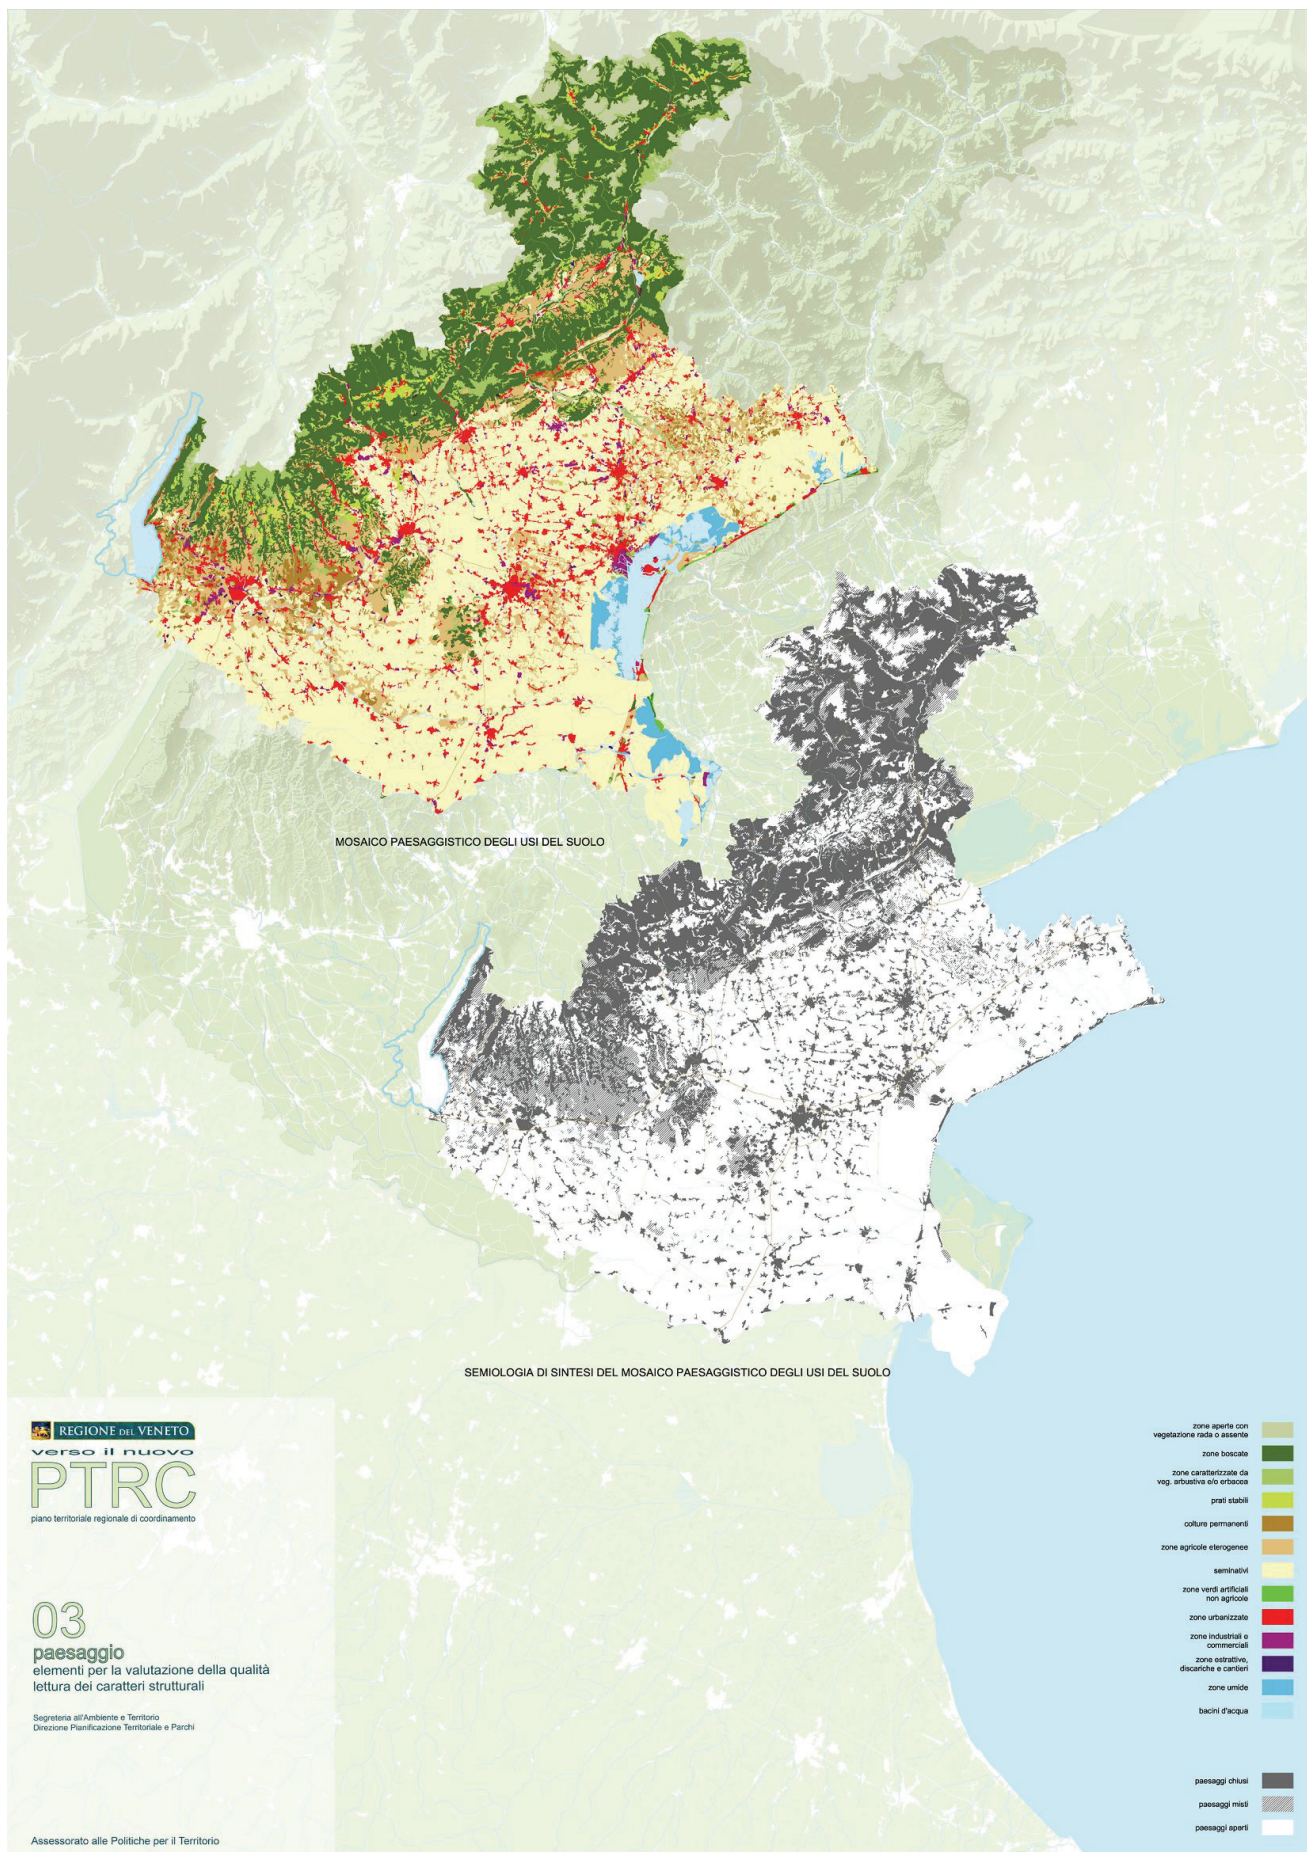 MOSAICO PAESAGGISTICO DEGLI USI DEL SUOLO
SEMIOLOGIA DI SINTESI DEL MOSAICO PAESAGGISTICO DEGLI USI DEL SUOLO
REGIONE DEL VENETO
verso il nuovo
PTRC
piano territoriale regionale di coordinamento
03
paesaggio
elementi per la valutazione della qualità
lettura dei caratteri strutturali
Segreteria all'Ambiente e Territorio
Direzione Pianificazione Territoriale e Parchi
Assessorato alle Politiche per il Territorio
zone aperte con
vegetazione rada o assente
zone boscate
zone caratterizzate da
veg. arbustiva e/o erbacea
prati stabili
colture permanenti
zone agricole eterogenee
seminativi
zone verdi artificiali
non agricole
zone urbanizzate
zone industriali e
commerciali
zone estrattive,
discariche e cantieri
zone umide
bacini d'acqua
paesaggi chiusi
paesaggi misti
paesaggi aperti